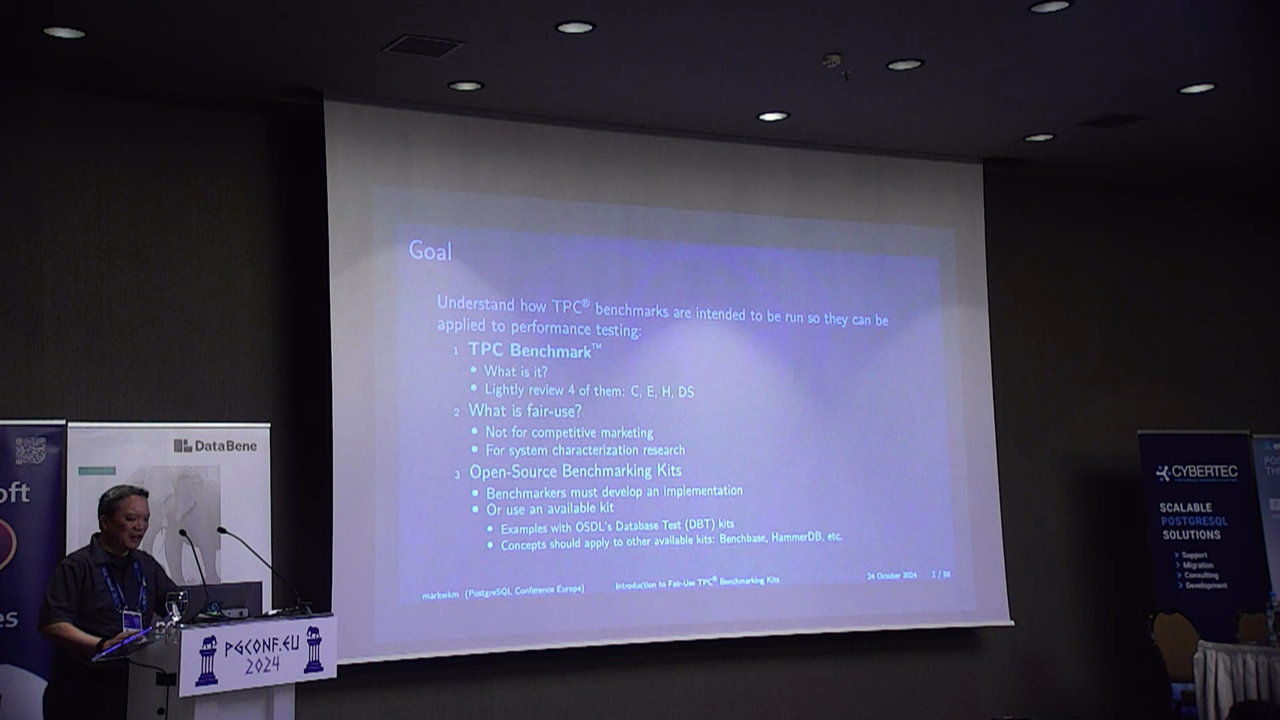 Goal
Understand how TPC® benchmarks are intended to be run so they can be
applied to performance testing:
1 TPC Benchmark™
• What is it?
• Lightly review 4 of them: C, E, H, DS
2 What is fair-use?
• Not for competitive marketing
• For system characterization research
3 Open-Source Benchmarking Kits
• Benchmarkers must develop an implementation
• Or use an available kit
• Examples with OSDL's Database Test (DBT) kits
• Concepts should apply to other available kits: Benchbase, HammerDB, etc.
markwkm (PostgreSQL Conference Europe) Introduction to Fair-Use TPC® Benchmarking Kits 24 October 2024 2 / 56
DataBene
oft
es
PGCONF.EU
2024
CYBERTEC
SCALABLE
POSTGRESQL
SOLUTIONS
> Support
> Migration
> Consulting
> Development